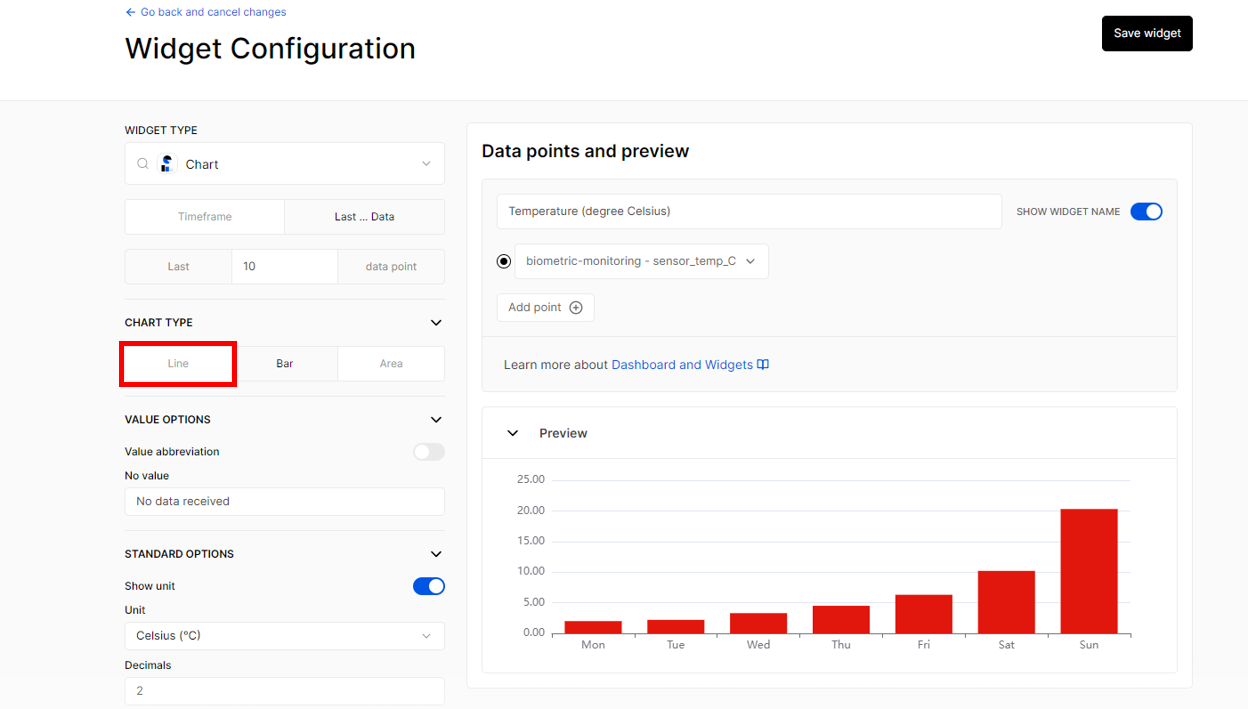 Go back and cancel changes
Widget Configuration
Save widget
WIDGET TYPE
Chart
Timeframe
Last ... Data
Last
10
data point
CHART TYPE
Line
Bar
Area
VALUE OPTIONS
Value abbreviation
No value
No data received
STANDARD OPTIONS
Show unit
Unit
Celsius (°C)
Decimals
2
Data points and preview
Temperature (degree Celsius)
SHOW WIDGET NAME
biometric-monitoring - sensor_temp_C
Add point
Learn more about Dashboard and Widgets
Preview
25.00
20.00
15.00
10.00
5.00
0.00
Mon Tue Wed Thu Fri Sat Sun